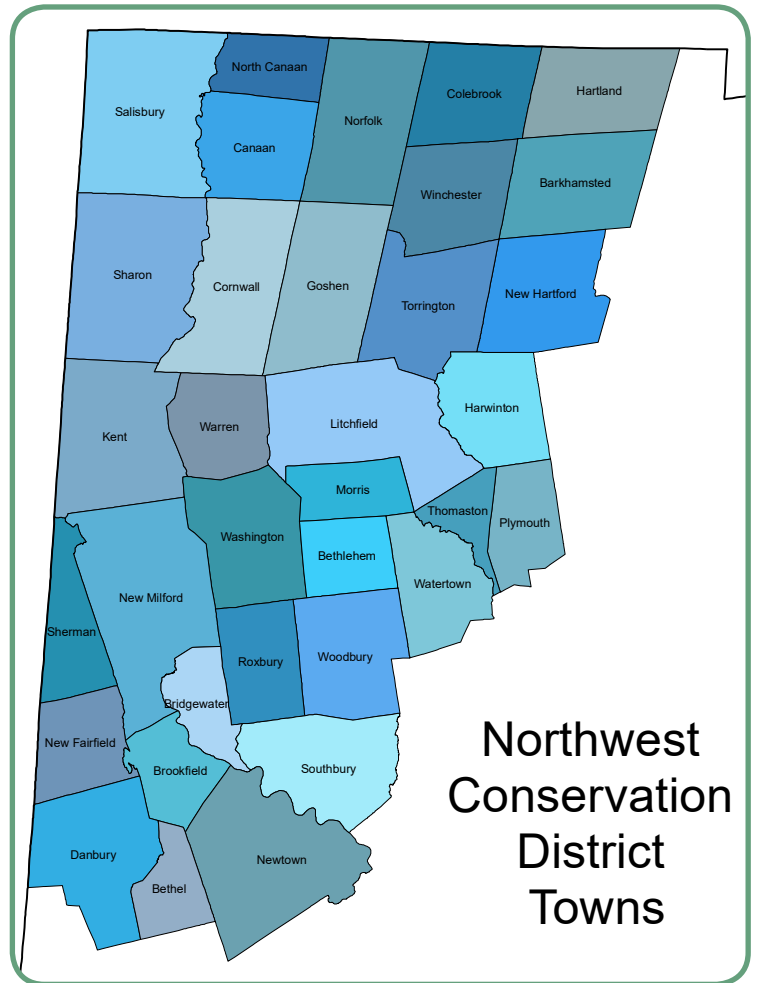 North Canaan
Salisbury
Canaan
Norfolk
Colebrook
Hartland
Winchester
Barkhamsted
Sharon
Cornwall
Goshen
Torrington
New Hartford
Kent
Warren
Litchfield
Harwinton
Morris
Thomaston
Plymouth
Washington
Bethlehem
Watertown
New Milford
Sherman
Roxbury
Woodbury
Bridgewater
New Fairfield
Brookfield
Southbury
Danbury
Bethel
Newtown
Northwest
Conservation
District
Towns